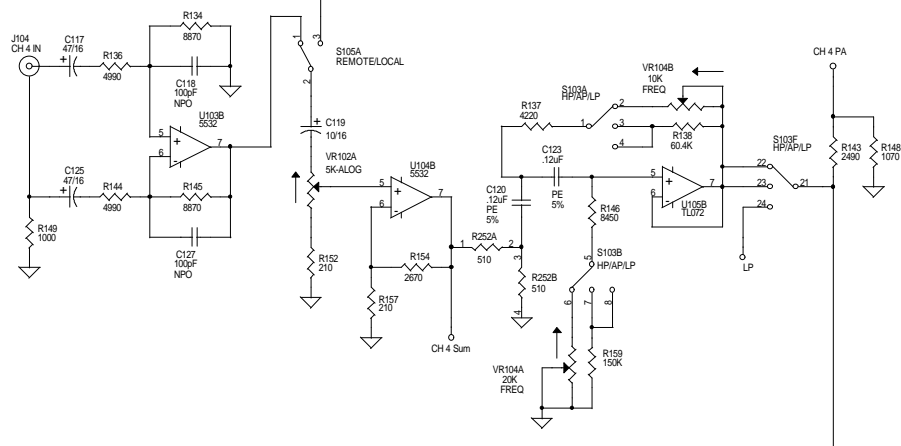 J104
CH 4 IN
C117
47/16
R136
4990
R134
8870
C118
100pF
NPO
5
6
7
U103B
5532
C125
47/16
R144
4990
R145
8870
C127
100pF
NPO
R149
1000
1
3
2
S105A
REMOTE/LOCAL
C119
10/16
VR102A
5K-ALOG
R152
210
5
6
7
U104B
5532
R154
2670
R157
210
CH 4 Sum
1
R252A
510
2
3
R252B
510
4
C120
.12uF
PE
5%
C123
.12uF
PE
5%
R137
4220
S103A
HP/AP/LP
1
2
3
4
VR104B
10K
FREQ
R138
60.4K
5
6
7
U105B
TL072
R146
8450
S103B
HP/AP/LP
5
6
7
8
VR104A
20K
FREQ
R159
150K
S103F
HP/AP/LP
22
23
24
21
LP
CH 4 PA
R143
2490
R148
1070